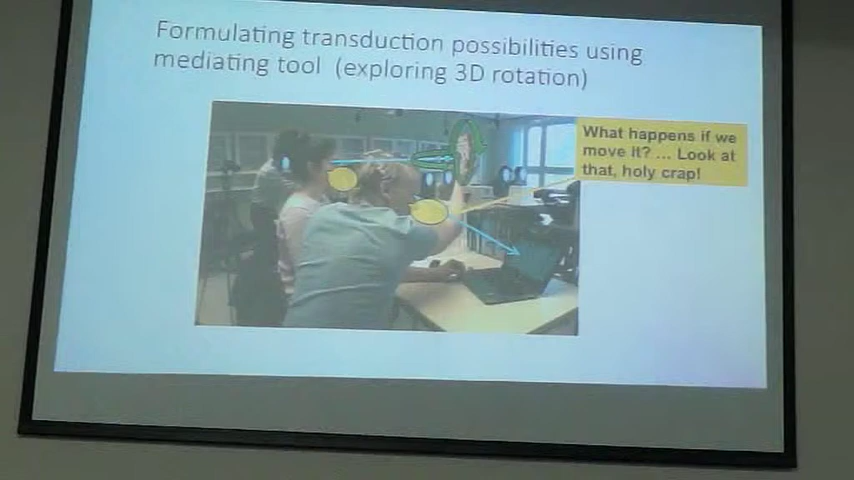 Formulating transduction possibilities using
mediating tool (exploring 3D rotation)
What happens if we
move it? ... Look at
that, holy crap!